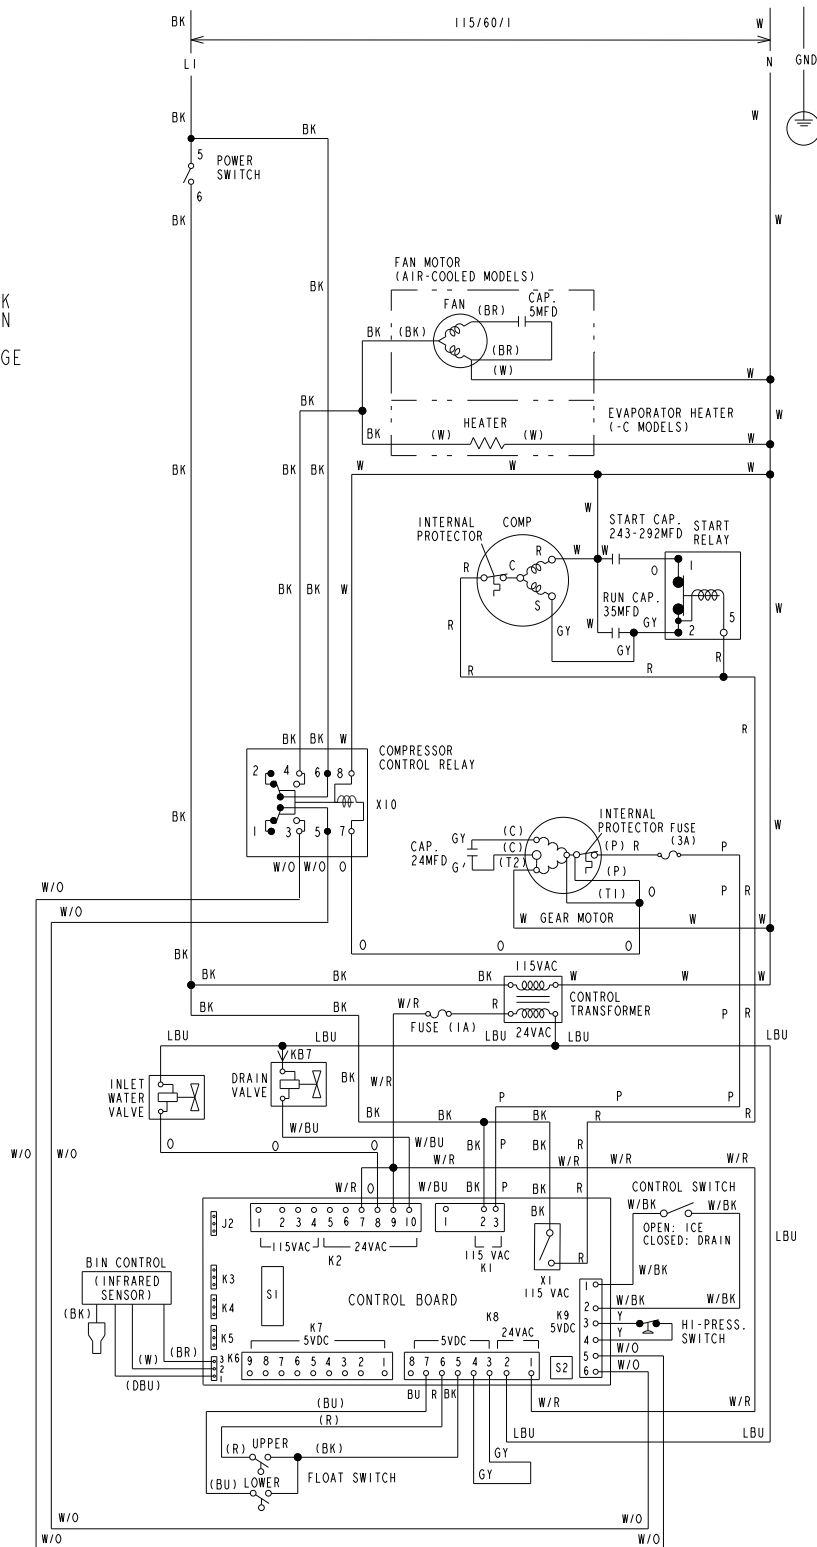 BK
115/60/1
W
L1
N
GND
W
BK
BK
5
POWER
SWITCH
6
BK
W
FAN MOTOR
(AIR-COOLED MODELS)
BK
K
N
GE
FAN
(BR)
CAP.
5MFD
BK
(BK)
(BR)
(W)
W
BK
W
EVAPORATOR HEATER
(-C MODELS)
HEATER
BK
(W)
(W)
W
BK
BK
BK
W
W
W
W
INTERNAL
PROTECTOR
COMP
START CAP.
243-292MFD
START
RELAY
R
W
W
R
C
O
1
BK
BK
W
S
RUN CAP.
35MFD
W
R
GY
W
GY
2
5
GY
R
R
R
R
BK
BK
W
COMPRESSOR
CONTROL RELAY
2
4
6
8
X10
BK
1
3
5
7
W
GY
(C)
INTERNAL
PROTECTOR
FUSE
(3A)
CAP.
24MFD
(C)
(P)
R
P
G'
(T2)
(P)
W/O
W/O
O
W/O
(T1)
O
P
R
W/O
W
GEAR MOTOR
W
W
O
O
O
BK
BK
BK
BK
115VAC
W
W
W
BK
BK
W/R
R
CONTROL
TRANSFORMER
P
R
FUSE (1A)
24VAC
LBU
LBU
LBU
LBU
LBU
KB7
INLET
WATER
VALVE
DRAIN
VALVE
BK
W/R
P
P
P
W/BU
BK
BK
BK
R
R
W/O
W/O
O
O
O
W/BU
BK
P
BK
R
W/R
W/R
W/R
W/R
W/R
O
W/BU
BK
P
BK
R
CONTROL SWITCH
W/BK
W/BK
J2
1
2
3
4
5
6
7
8
9
10
1
2
3
BK
OPEN: ICE
CLOSED: DRAIN
LBU
115VAC
24VAC
K2
115 VAC
K1
R
BIN CONTROL
(INFRARED
SENSOR)
K3
S1
X1
115 VAC
W/BK
K4
CONTROL BOARD
1
2
W/BK
W/BK
(BK)
K5
K7
5VDC
K8
5VDC
24VAC
K9
5VDC
3
Y
HI-PRESS.
SWITCH
4
Y
(BR)
(W)
K6
3
2
1
9
8
7
6
5
4
3
2
1
8
7
6
5
4
3
2
1
S2
5
W/O
6
W/O
(DBU)
BU
R
BK
(BU)
W/R
W/R
(R)
LBU
LBU
UPPER
(R)
(BK)
GY
(BU)
LOWER
FLOAT SWITCH
GY
W/O
W/O
W/O
W/O